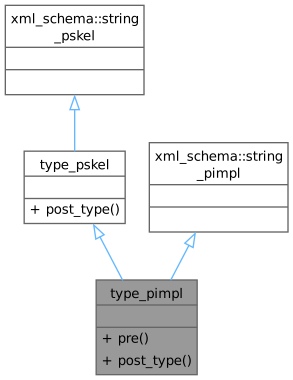 xml_schema::string
_pskel
type_pskel
+ post_type()
xml_schema::string
_pimpl
type_pimpl
+ pre()
+ post_type()